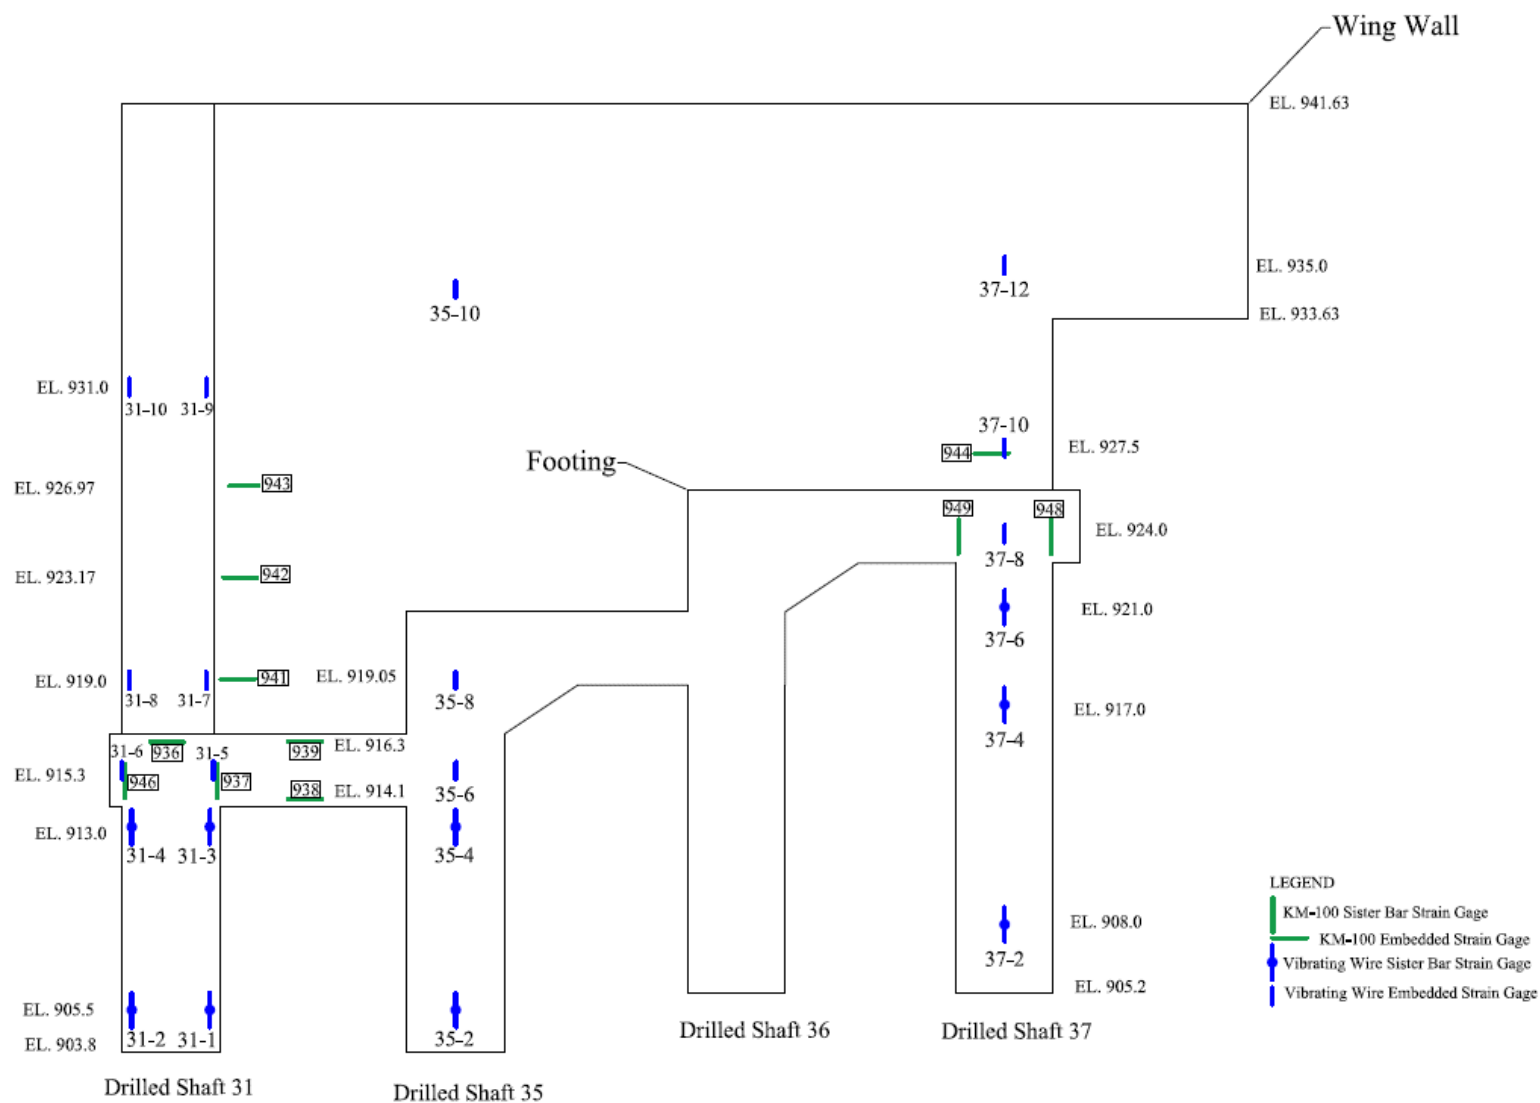 Wing Wall
EL. 941.63
EL. 935.0
37-12
35-10
EL. 933.63
EL. 931.0
31-10 31-9
37-10
944
EL. 927.5
Footing
EL. 926.97
943
949
948
EL. 924.0
37-8
EL. 923.17
942
EL. 921.0
37-6
EL. 919.0
941
EL. 919.05
31-8 31-7
35-8
EL. 917.0
37-4
31-6
936
31-5
939
EL. 916.3
EL. 915.3
946
937
938
EL. 914.1
35-6
EL. 913.0
31-4 31-3
35-4
LEGEND
KM-100 Sister Bar Strain Gage
KM-100 Embedded Strain Gage
Vibrating Wire Sister Bar Strain Gage
Vibrating Wire Embedded Strain Gage
EL. 908.0
37-2
EL. 905.2
EL. 905.5
31-2 31-1
35-2
EL. 903.8
Drilled Shaft 36
Drilled Shaft 37
Drilled Shaft 31
Drilled Shaft 35